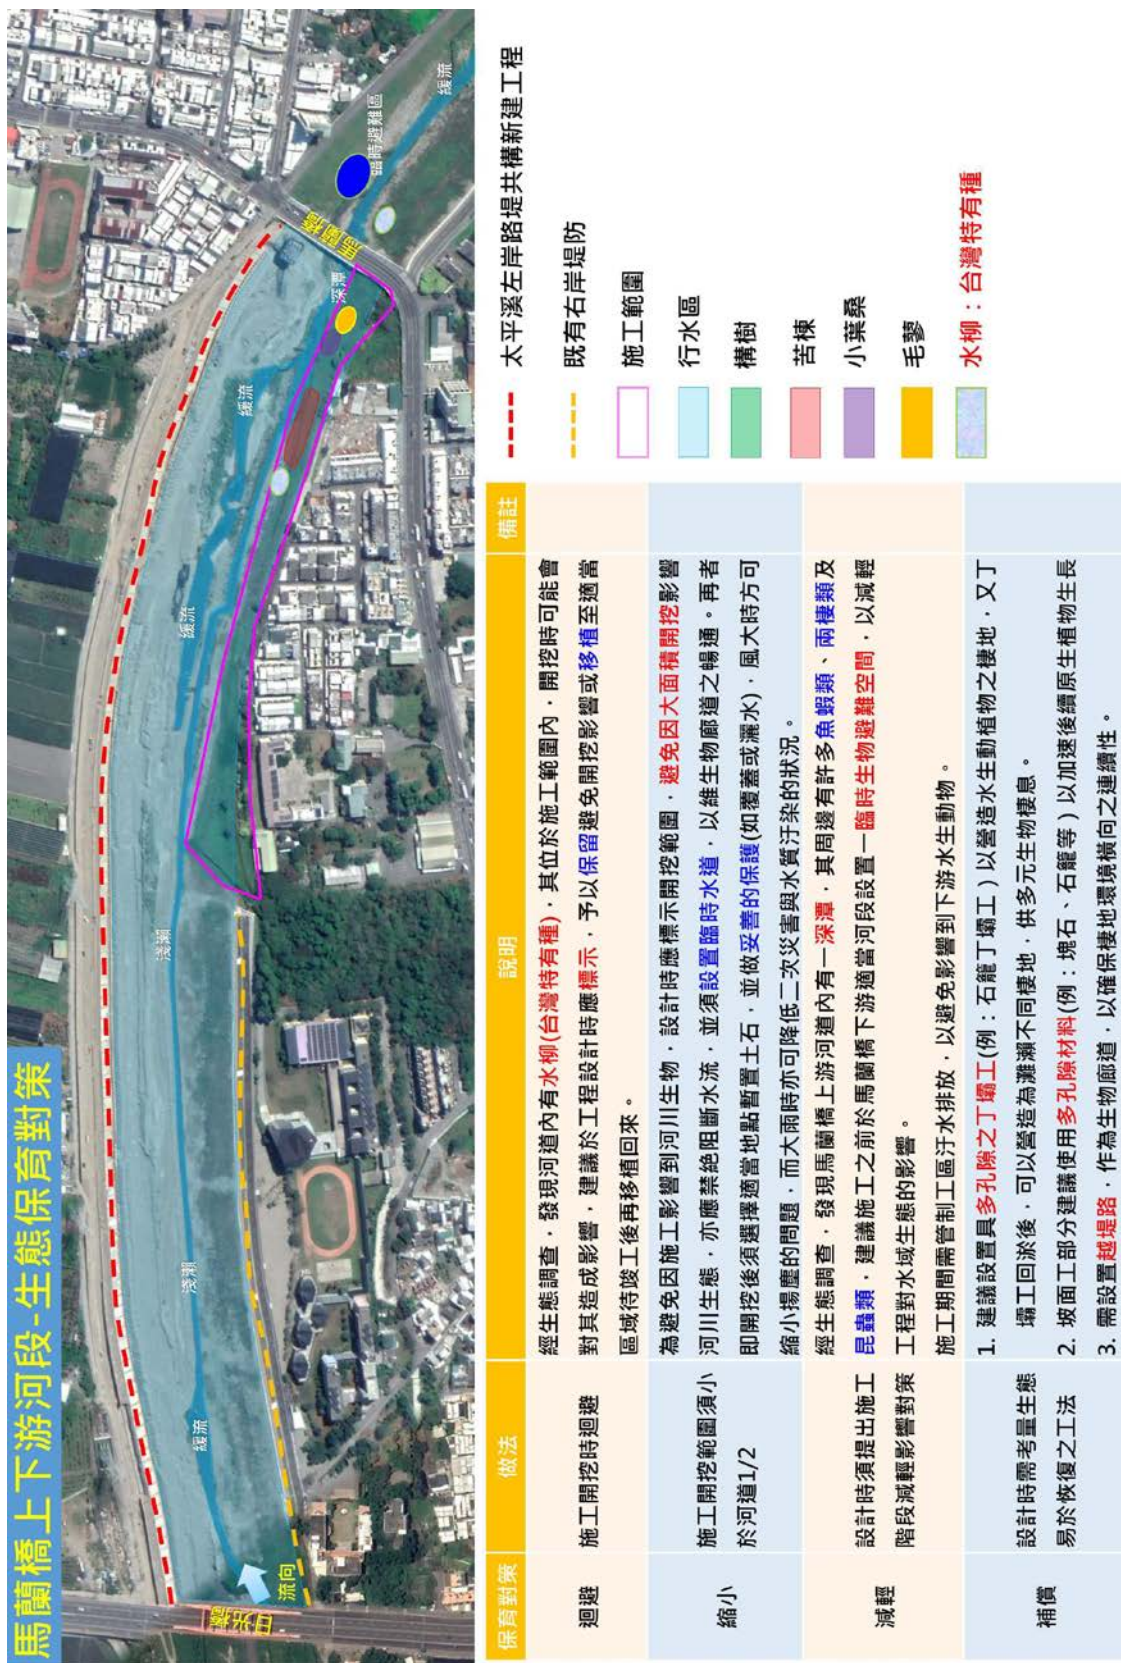 馬蘭橋上下游河段-生態保育對策
日光橋
流向
緩流
淺瀨
淺瀨
緩流
緩流
深潭
馬蘭橋
臨時避難區
緩流
保育對策
做法
說明
備註
迴避
施工開挖時迴避
經生態調查，發現河道內有水柳(台灣特有種)，其位於施工範圍內，開挖時可能會
對其造成影響，建議於工程設計時應標示，予以保留避免開挖影響或移植至適當
區域待竣工後再移植回來。
縮小
施工開挖範圍須小
於河道1/2
為避免因施工影響到河川生物，設計時應標示開挖範圍，避免因大面積開挖影響
河川生態，亦應禁絕阻斷水流，並須設置臨時水道，以維生物廊道之暢通。再者
即開挖後須選擇適當地點暫置土石，並做妥善的保護(如覆蓋或灑水)，風大時方可
縮小揚塵的問題，而大雨時亦可降低二次災害與水質汙染的狀況。
減輕
設計時須提出施工
階段減輕影響對策
經生態調查，發現馬蘭橋上游河道內有一深潭，其周邊有許多魚蝦類、兩棲類及
昆蟲類，建議施工之前於馬蘭橋下游適當河段設置一臨時生物避難空間，以減輕
工程對水域生態的影響。
施工期間需管制工區汙水排放，以避免影響到下游水生動物。
補償
設計時需考量生態
易於恢復之工法
1. 建議設置具多孔隙之丁壩工(例：石籠丁壩工)以營造水生動植物之棲地，又丁
壩工回淤後，可以營造為灘瀨不同棲地，供多元生物棲息。
2. 坡面工部分建議使用多孔隙材料(例：塊石、石籠等)以加速後續原生植物生長
3. 需設置越堤路，作為生物廊道，以確保棲地環境橫向之連續性。
太平溪左岸路堤共構新建工程
既有右岸堤防
施工範圍
行水區
構樹
苦楝
小葉桑
毛蓼
水柳：台灣特有種